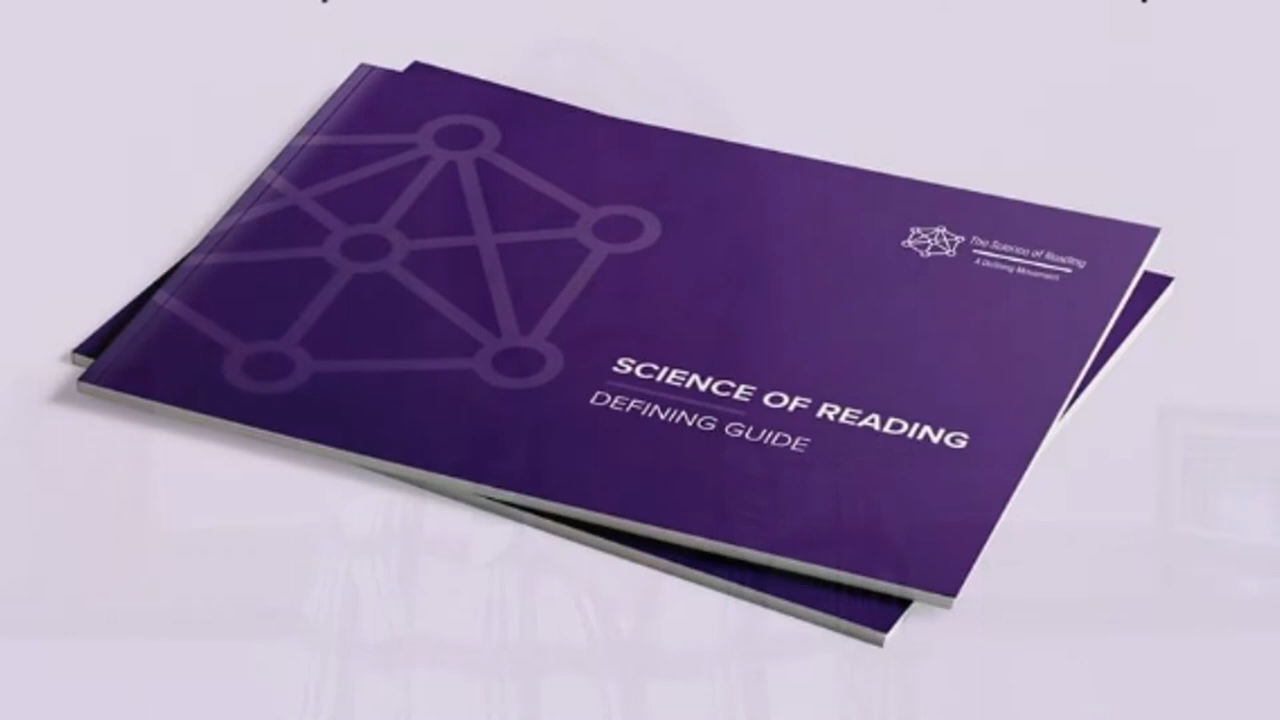 The Science of Reading
A Defining Movement
SCIENCE OF READING
DEFINING GUIDE